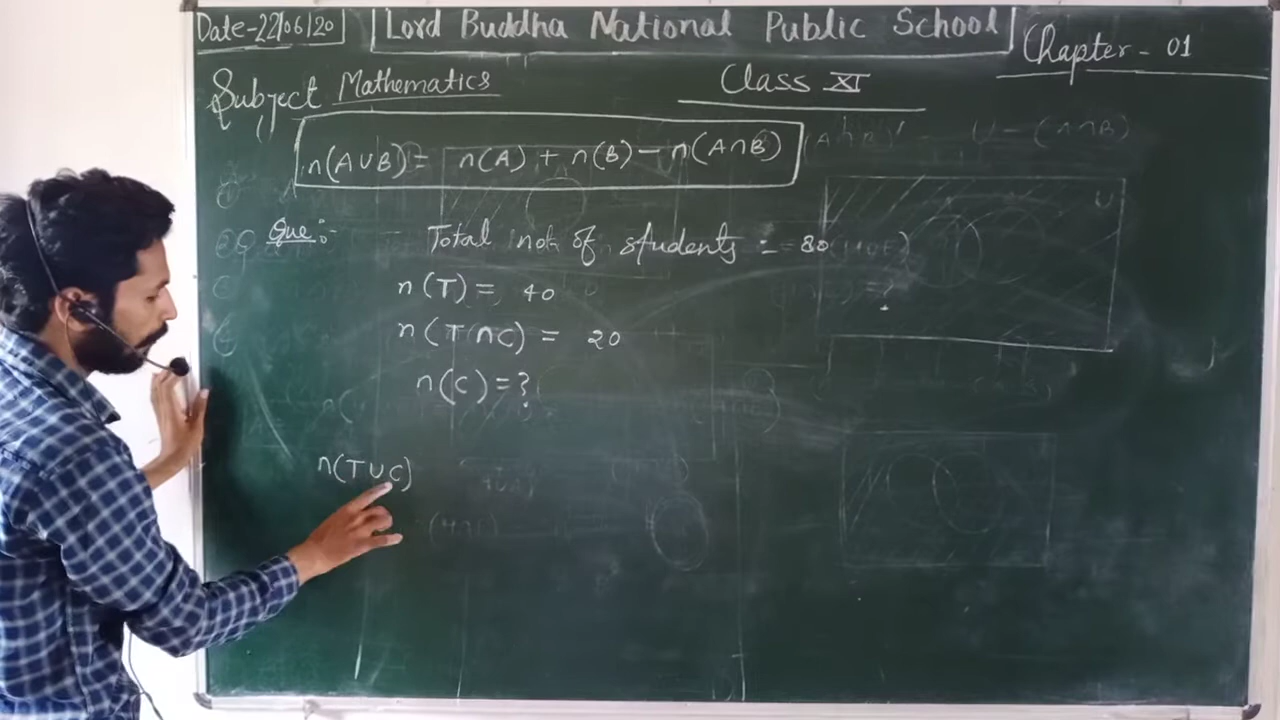 Date-22/06/20
Lord Buddha National Public School
Chapter - 01
Subject Mathematics
Class XI
n(A∪B) = n(A) + n(B) - n(A∩B)
Que:- Total no. of students = 80
n(T) = 40
n(T∩C) = 20
n(C) = ?
n(T∪C)